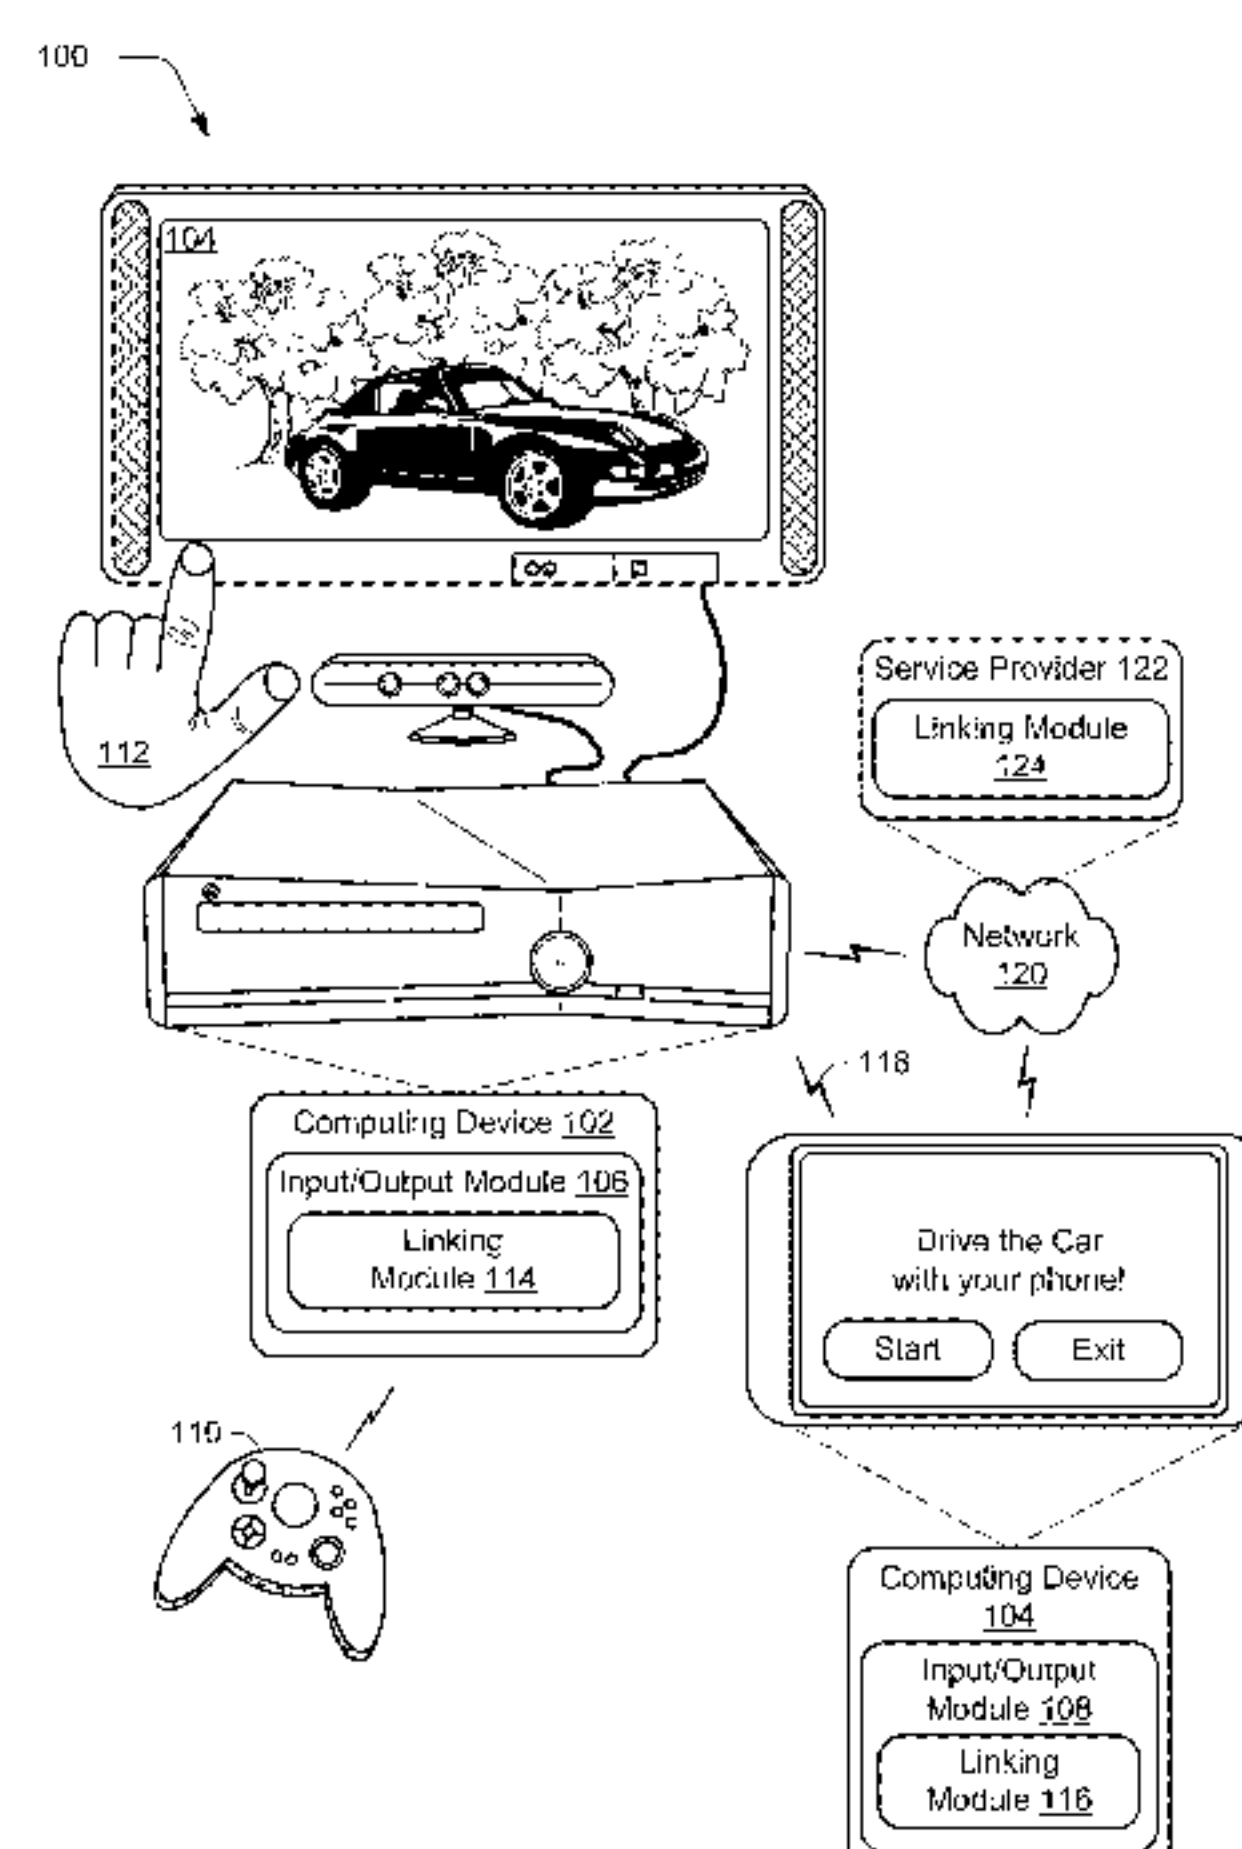 100
104
112
Service Provider 122
Linking Module
124
Network
120
118
Computing Device 102
Input/Output Module 106
Linking
Module 114
Drive the Car
with your phone!
Start
Exit
110
Computing Device
104
Input/Output
Module 108
Linking
Module 116